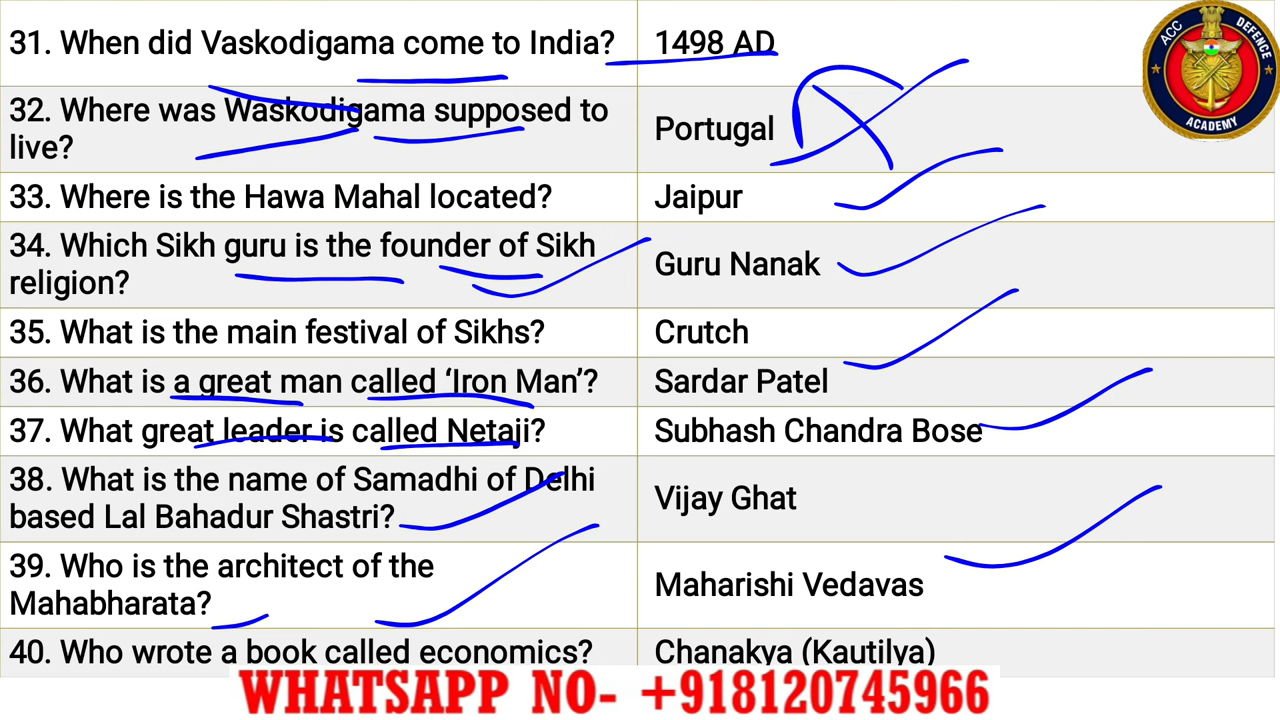 31. When did Vaskodigama come to India?
1498 AD
32. Where was Waskodigama supposed to
live?
Portugal
33. Where is the Hawa Mahal located?
Jaipur
34. Which Sikh guru is the founder of Sikh
religion?
Guru Nanak
35. What is the main festival of Sikhs?
Crutch
36. What is a great man called ‘Iron Man’?
Sardar Patel
37. What great leader is called Netaji?
Subhash Chandra Bose
38. What is the name of Samadhi of Delhi
based Lal Bahadur Shastri?
Vijay Ghat
39. Who is the architect of the
Mahabharata?
Maharishi Vedavas
40. Who wrote a book called economics?
Chanakya (Kautilya)
ACC DEFENCE
ACADEMY
WHATSAPP NO- +918120745966